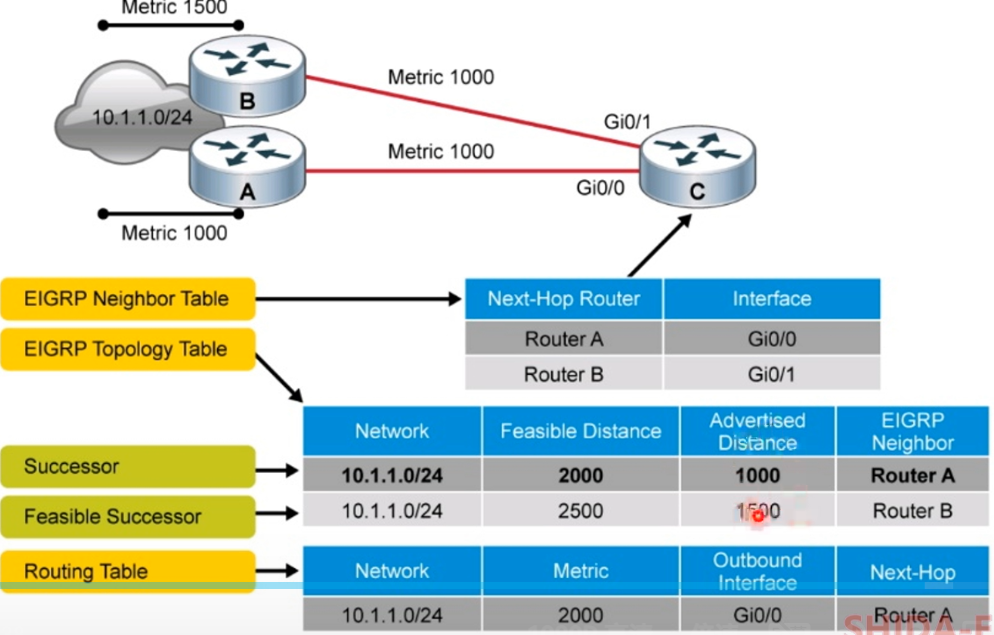 Metric 1500
B
Metric 1000
Gi0/1
10.1.1.0/24
Metric 1000
A
Gi0/0
C
Metric 1000
EIGRP Neighbor Table
Next-Hop Router Interface
Router A Gi0/0
EIGRP Topology Table
Router B Gi0/1
Network Feasible Distance Advertised Distance EIGRP Neighbor
Successor
10.1.1.0/24 2000 1000 Router A
Feasible Successor
10.1.1.0/24 2500 1500 Router B
Routing Table
Network Metric Outbound Interface Next-Hop
10.1.1.0/24 2000 Gi0/0 Router A